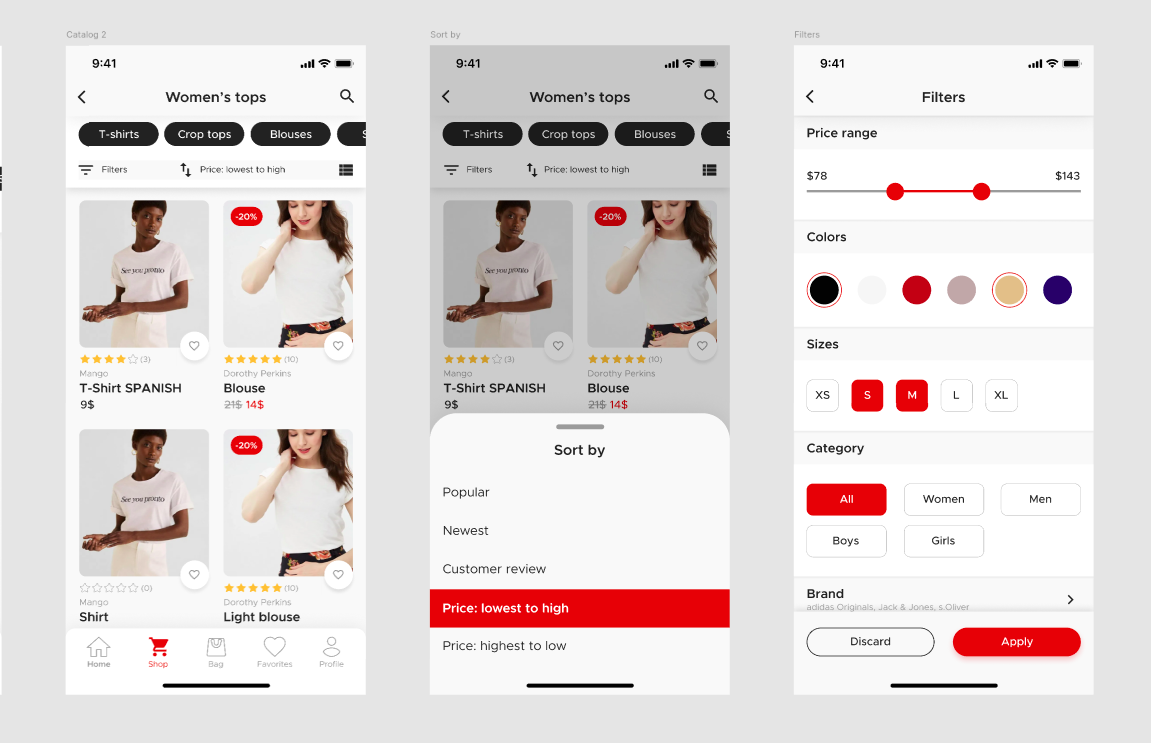 Catalog 2
9:41
Women's tops
T-shirts Crop tops Blouses S
Filters Price: lowest to high
-20%
See you pronto
(3) (10)
Mango Dorothy Perkins
T-Shirt SPANISH Blouse
9$ 21$ 14$
-20%
See you pronto
(0) (10)
Mango Dorothy Perkins
Shirt Light blouse
Home Shop Bag Favorites Profile
Sort by
9:41
Women's tops
T-shirts Crop tops Blouses S
Filters Price: lowest to high
-20%
See you pronto
(3) (10)
Mango Dorothy Perkins
T-Shirt SPANISH Blouse
9$ 21$ 14$
Sort by
Popular
Newest
Customer review
Price: lowest to high
Price: highest to low
Filters
9:41
Filters
Price range
$78 $143
Colors
Sizes
XS S M L XL
Category
All Women Men
Boys Girls
Brand
adidas Originals, Jack & Jones, s.Oliver
Discard Apply